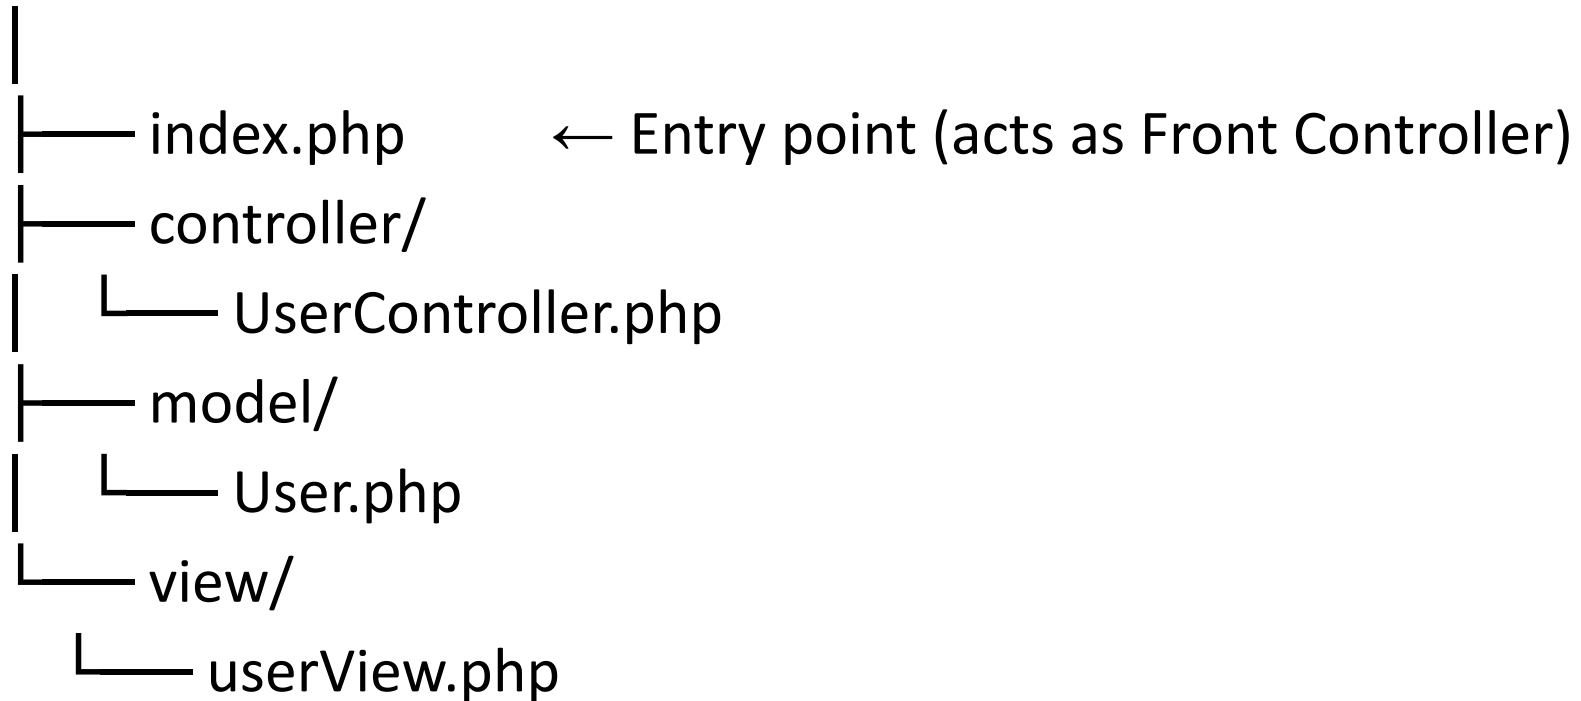 │
├── index.php ← Entry point (acts as Front Controller)
├── controller/
│ └── UserController.php
├── model/
│ └── User.php
└── view/
└── userView.php